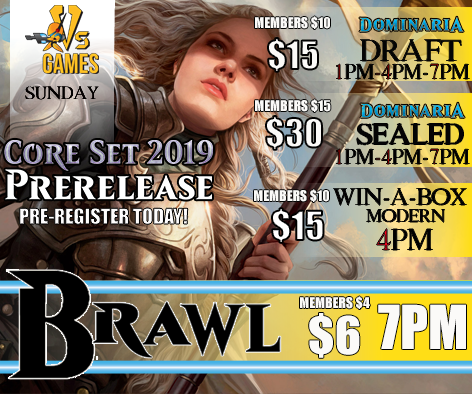 Vs
GAMES
SUNDAY
CORE SET 2019
PRERELEASE
PRE-REGISTER TODAY!
MEMBERS $10
$15
DOMINARIA
DRAFT
1PM-4PM-7PM
MEMBERS $15
$30
DOMINARIA
SEALED
1PM-4PM-7PM
MEMBERS $10
$15
WIN-A-BOX
MODERN
4PM
BRAWL
MEMBERS $4
$6
7PM